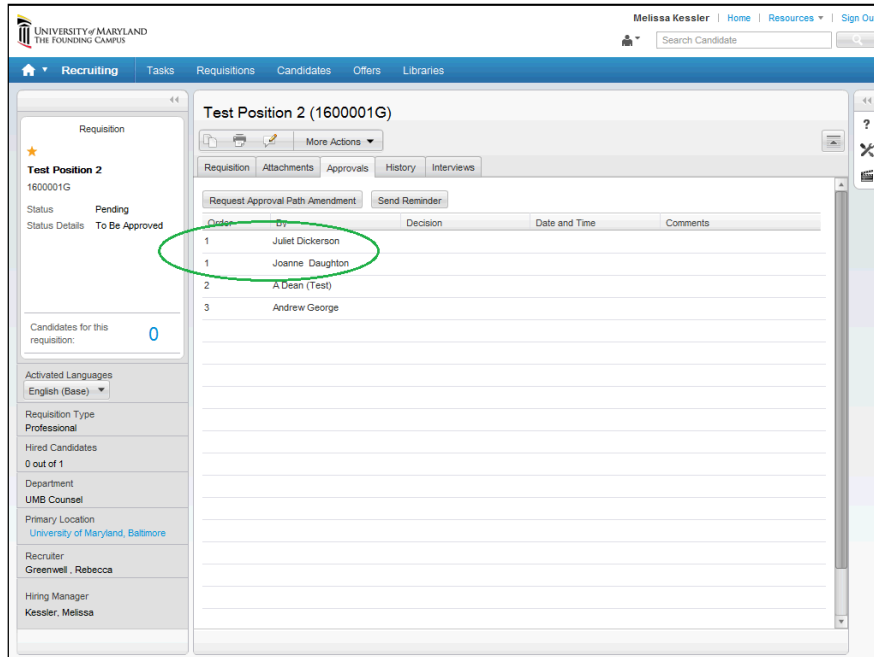 Melissa Kessler | Home | Resources | Sign Ou
UNIVERSITY of MARYLAND
THE FOUNDING CAMPUS
Search Candidate
Recruiting Tasks Requisitions Candidates Offers Libraries
Requisition
Test Position 2
1600001G
Status Pending
Status Details To Be Approved
Candidates for this
requisition:
0
Activated Languages
English (Base)
Requisition Type
Professional
Hired Candidates
0 out of 1
Department
UMB Counsel
Primary Location
University of Maryland, Baltimore
Recruiter
Greenwell , Rebecca
Hiring Manager
Kessler, Melissa
Test Position 2 (1600001G)
More Actions
Requisition Attachments Approvals History Interviews
Request Approval Path Amendment Send Reminder
Order By Decision Date and Time Comments
1 Juliet Dickerson
1 Joanne Daughton
2 A Dean (Test)
3 Andrew George
?